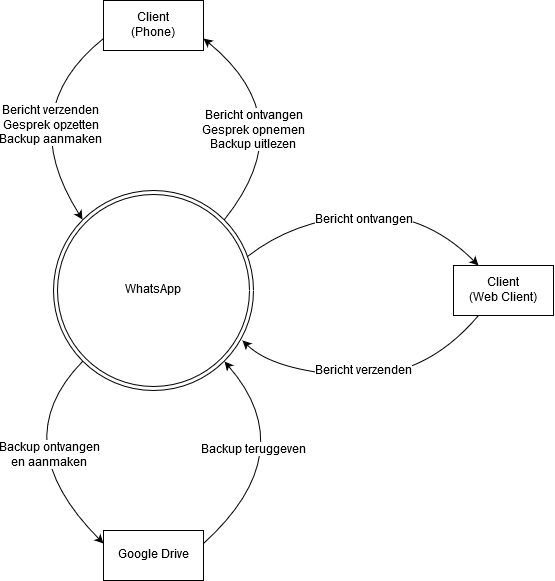 Client
(Phone)
Bericht verzenden
Gesprek opzetten
Backup aanmaken
Bericht ontvangen
Gesprek opnemen
Backup uitlezen
Bericht ontvangen
WhatsApp
Client
(Web Client)
Bericht verzenden
Backup ontvangen
en aanmaken
Backup teruggeven
Google Drive